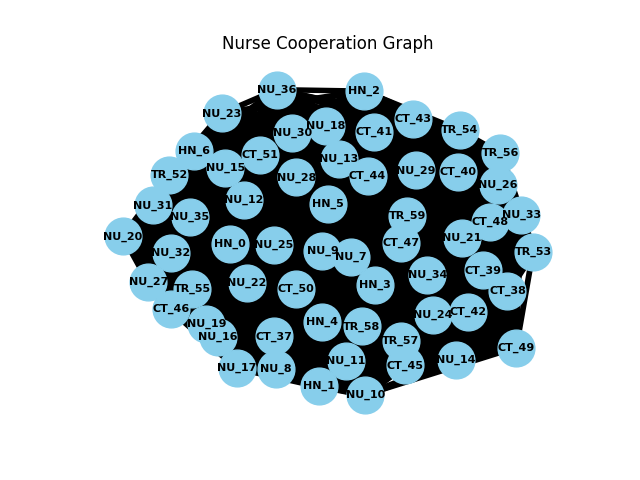 Nurse Cooperation Graph
NU_36
HN_2
NU_23
CT_43
NU_18
NU_30
CT_41
TR_54
HN_6
CT_51
NU_13
TR_56
NU_15
NU_29
CT_40
TR_52
NU_28
CT_44
NU_26
NU_12
HN_5
NU_31
NU_35
TR_59
NU_33
CT_48
NU_20
NU_21
HN_0
NU_25
CT_47
NU_9
NU_32
TR_53
NU_7
CT_39
NU_34
NU_27
NU_22
HN_3
TR_55
CT_50
CT_38
CT_46
CT_42
NU_24
NU_19
HN_4
TR_58
NU_16
CT_37
TR_57
CT_49
NU_11
NU_14
CT_45
NU_17
NU_8
HN_1
NU_10